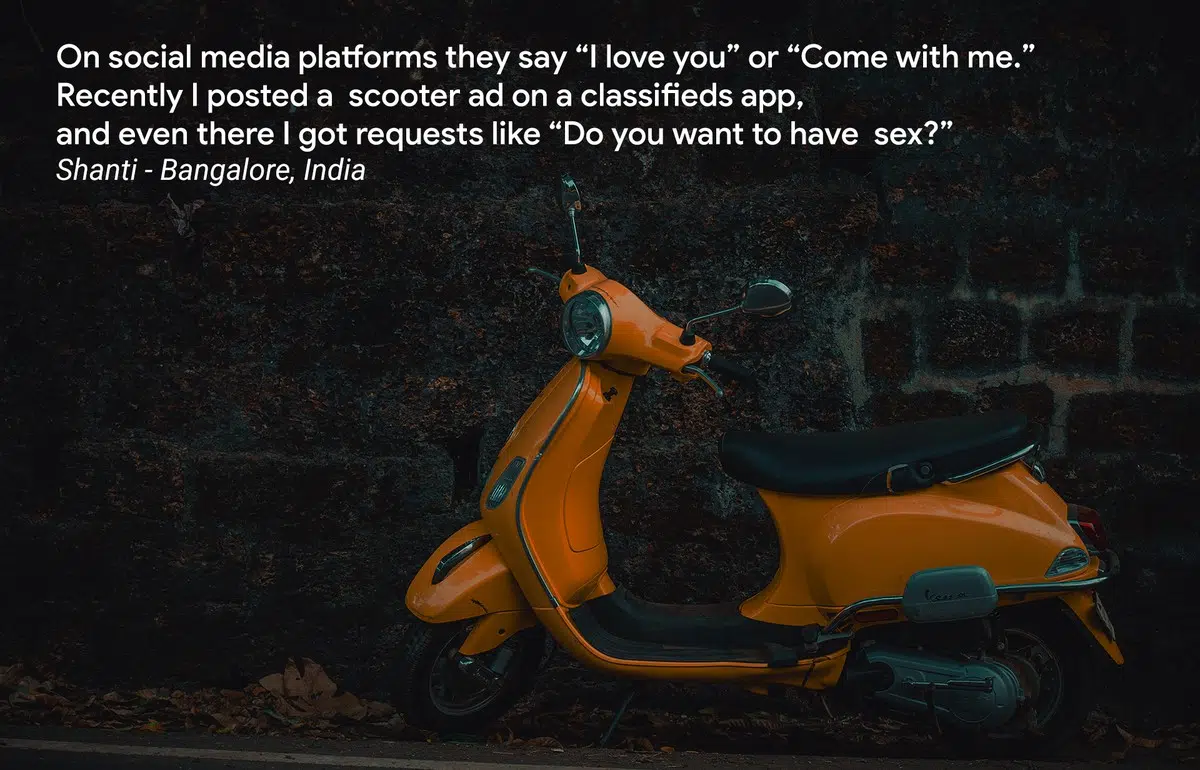 On social media platforms they say “I love you” or “Come with me.”
Recently I posted a  scooter ad on a classifieds app,
and even there I got requests like “Do you want to have  sex?”
Shanti - Bangalore, India
Vespa